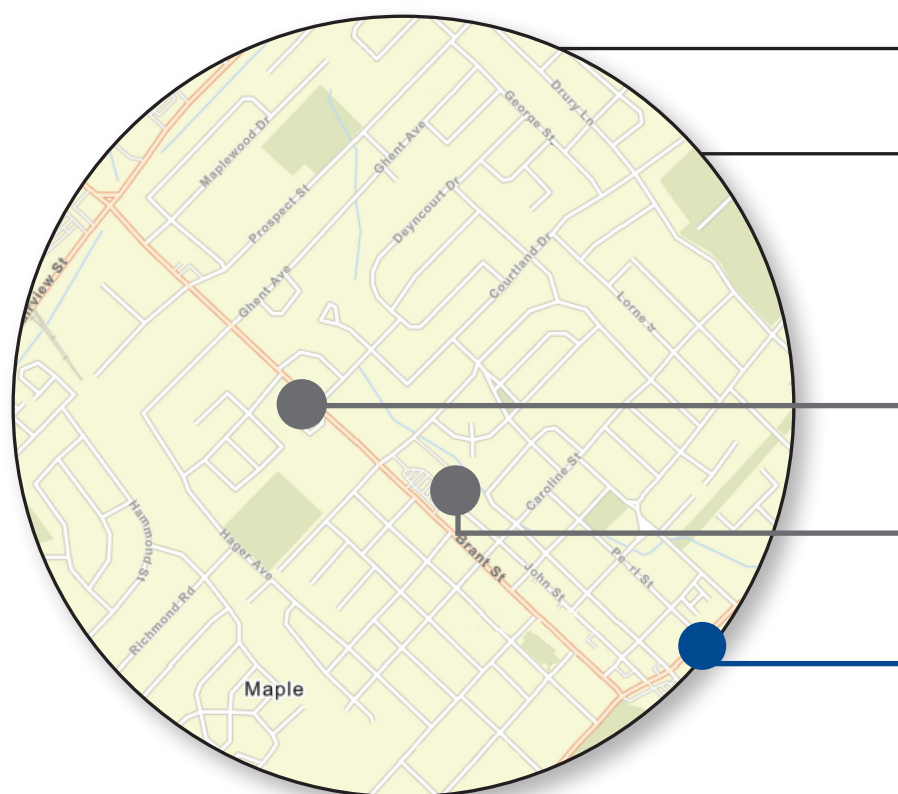 Drury Ln
George St
Maplewood Dr
Ghent Ave
Deyncourt Dr
Prospect St
Courtland Dr
Ghent Ave
Caroline St
Hammond St
Hager Ave
Brant St
John St
Richmond Rd
Maple